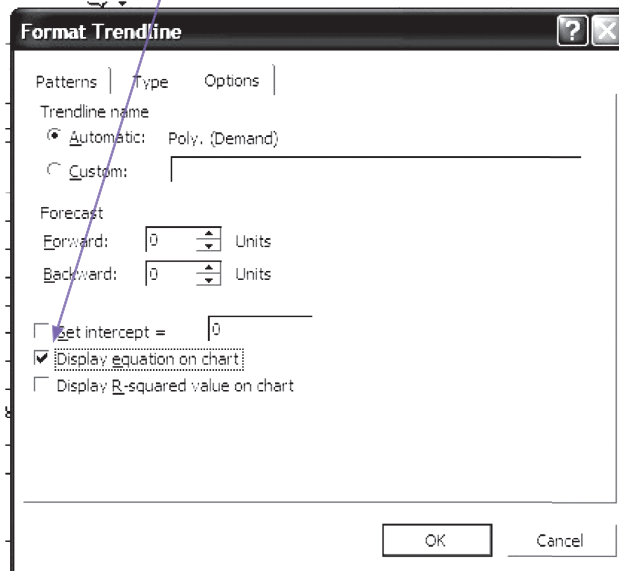 Format Trendline
Patterns Type Options
Trendline name
Automatic: Poly. (Demand)
Custom:
Forecast
Forward: 0 Units
Backward: 0 Units
Set intercept = 0
Display equation on chart
Display R-squared value on chart
OK Cancel